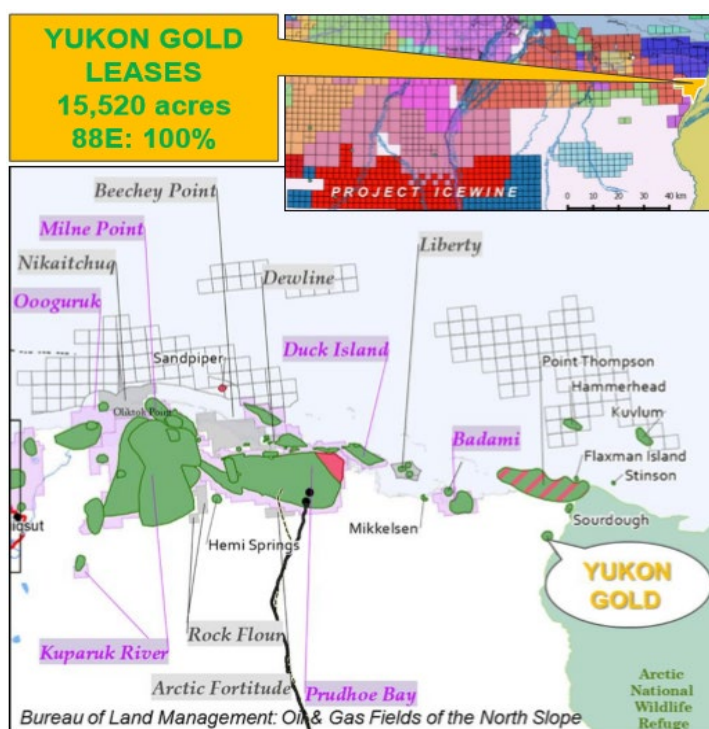 YUKON GOLD
LEASES
15,520 acres
88E: 100%
PROJECT ICEWINE
0 10 20 40 km
Beechey Point
Milne Point
Nikaitchuq
Dewline
Liberty
Oooguruk
Sandpiper
Duck Island
Point Thompson
Hammerhead
Kuvlum
Oliktok Point
Badami
Flaxman Island
Stinson
iqsut
Mikkelsen
Sourdough
Hemi Springs
YUKON
GOLD
Rock Flour
Kuparuk River
Arctic Fortitude
Prudhoe Bay
Arctic
National
Wildlife
Refuge
Bureau of Land Management: Oil & Gas Fields of the North Slope